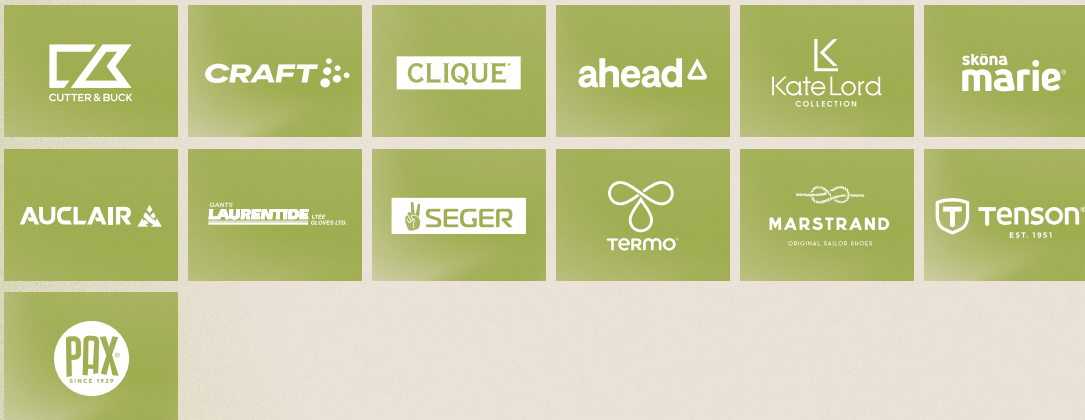 CUTTER & BUCK
CRAFT
CLIQUE
ahead
K
Kate Lord
COLLECTION
sköna
marie®
AUCLAIR
GANTS
LAURENTIDE
LTÉE
GLOVES LTD.
SEGER
TERMO
MARSTRAND
ORIGINAL SAILOR SHOES
T
TENSON®
EST. 1951
PAX®
SINCE 1929